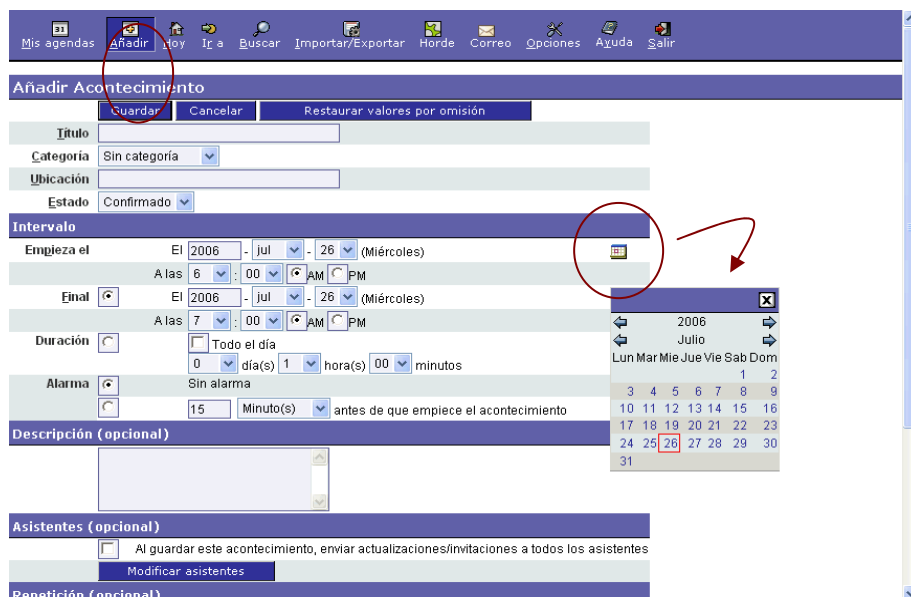 Mis agendas Añadir Hoy Ir a Buscar Importar/Exportar Horde Correo Opciones Ayuda Salir
Añadir Acontecimiento
Guardar Cancelar Restaurar valores por omisión
Título
Categoría Sin categoría
Ubicación
Estado Confirmado
Intervalo
Empieza el El 2006 - jul - 26 (Miércoles)
A las 6 : 00 AM PM
Final El 2006 - jul - 26 (Miércoles)
A las 7 : 00 AM PM
Duración Todo el día
0 día(s) 1 hora(s) 00 minutos
Alarma Sin alarma
15 Minuto(s) antes de que empiece el acontecimiento
Descripción (opcional)
Asistentes (opcional)
Al guardar este acontecimiento, enviar actualizaciones/invitaciones a todos los asistentes
Modificar asistentes
Repetición (opcional)
X
2006
Julio
Lun Mar Mie Jue Vie Sab Dom
1 2
3 4 5 6 7 8 9
10 11 12 13 14 15 16
17 18 19 20 21 22 23
24 25 26 27 28 29 30
31